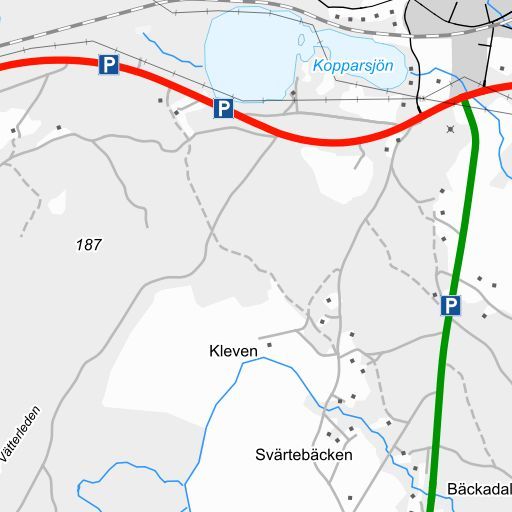 Kopparsjön
P
P
187
P
Kleven
Vätterleden
Svärtebäcken
Bäckadal